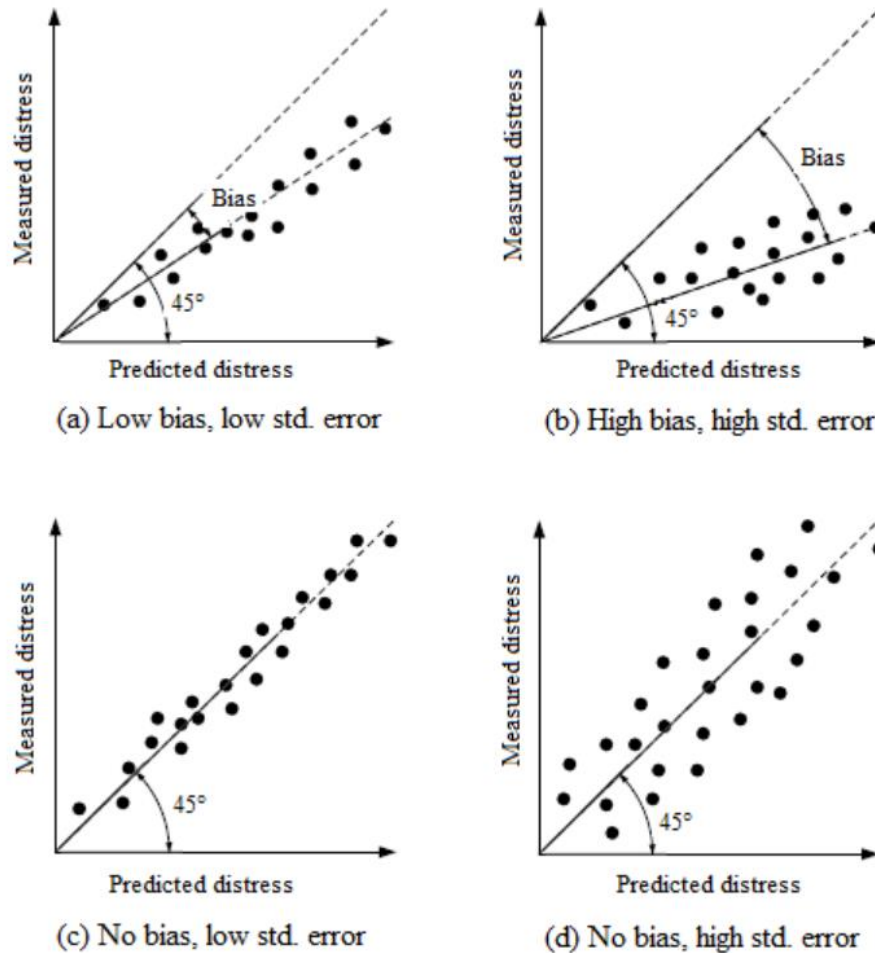 Measured distress
Bias
45°
Predicted distress
(a) Low bias, low std. error
Measured distress
Bias
45°
Predicted distress
(b) High bias, high std. error
Measured distress
45°
Predicted distress
(c) No bias, low std. error
Measured distress
45°
Predicted distress
(d) No bias, high std. error